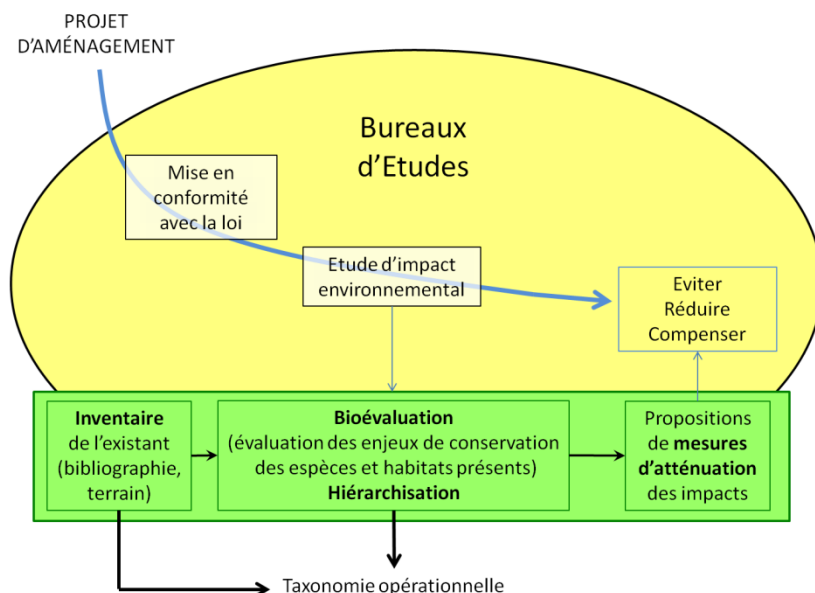 PROJET
D'AMÉNAGEMENT
Bureaux
d'Etudes
Mise en
conformité
avec la loi
Etude d'impact
environnemental
Eviter
Réduire
Compenser
Inventaire
de l'existant
(bibliographie,
terrain)
Bioévaluation
(évaluation des enjeux de conservation
des espèces et habitats présents)
Hiérarchisation
Propositions
de mesures
d'atténuation
des impacts
Taxonomie opérationnelle